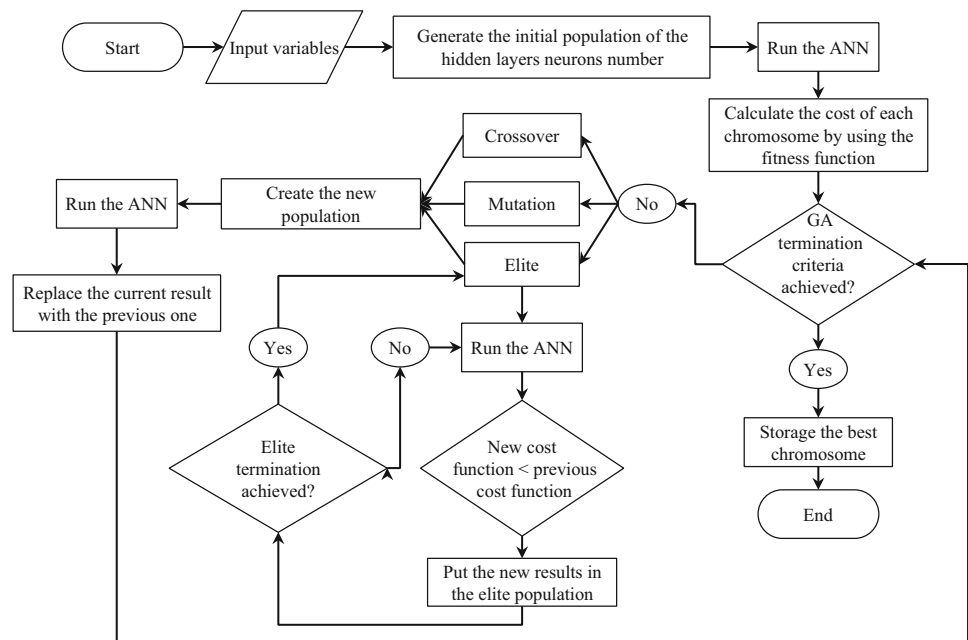 Start
Input variables
Generate the initial population of the
hidden layers neurons number
Run the ANN
Calculate the cost of each
chromosome by using the
fitness function
GA
termination
criteria
achieved?
No
Crossover
Mutation
Elite
Create the new
population
Run the ANN
Replace the current result
with the previous one
Run the ANN
New cost
function < previous
cost function
Put the new results in
the elite population
Elite
termination
achieved?
Yes
No
Yes
Storage the best
chromosome
End